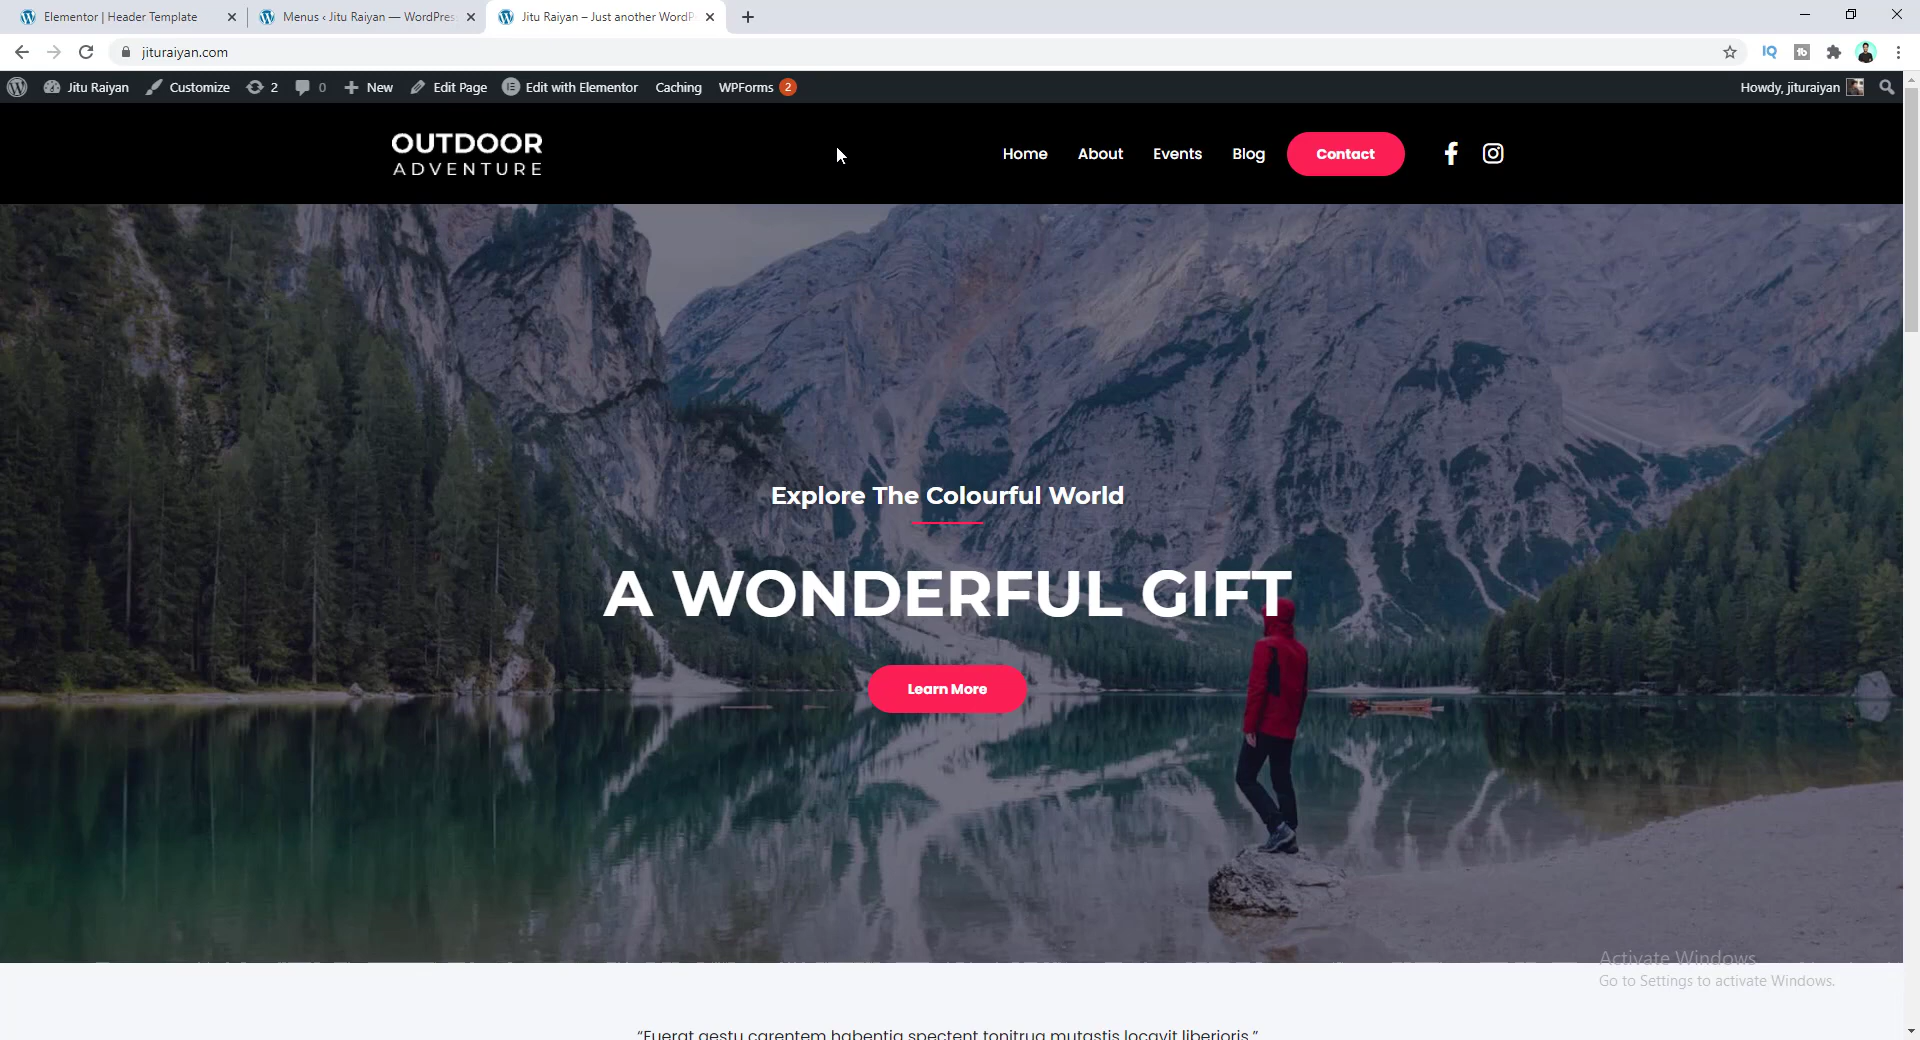 Elementor | Header Template
Menus ‹ Jitu Raiyan — WordPres
Jitu Raiyan – Just another WordP
jituraiyan.com
Jitu Raiyan
Customize
2
0
New
Edit Page
Edit with Elementor
Caching
WPForms 2
Howdy, jituraiyan
OUTDOOR
ADVENTURE
Home
About
Events
Blog
Contact
Explore The Colourful World
A WONDERFUL GIFT
Learn More
Activate Windows
Go to Settings to activate Windows.
“Fuerat aestu carentem habentia spectent tonitrua mutastis locavit liberioris.”